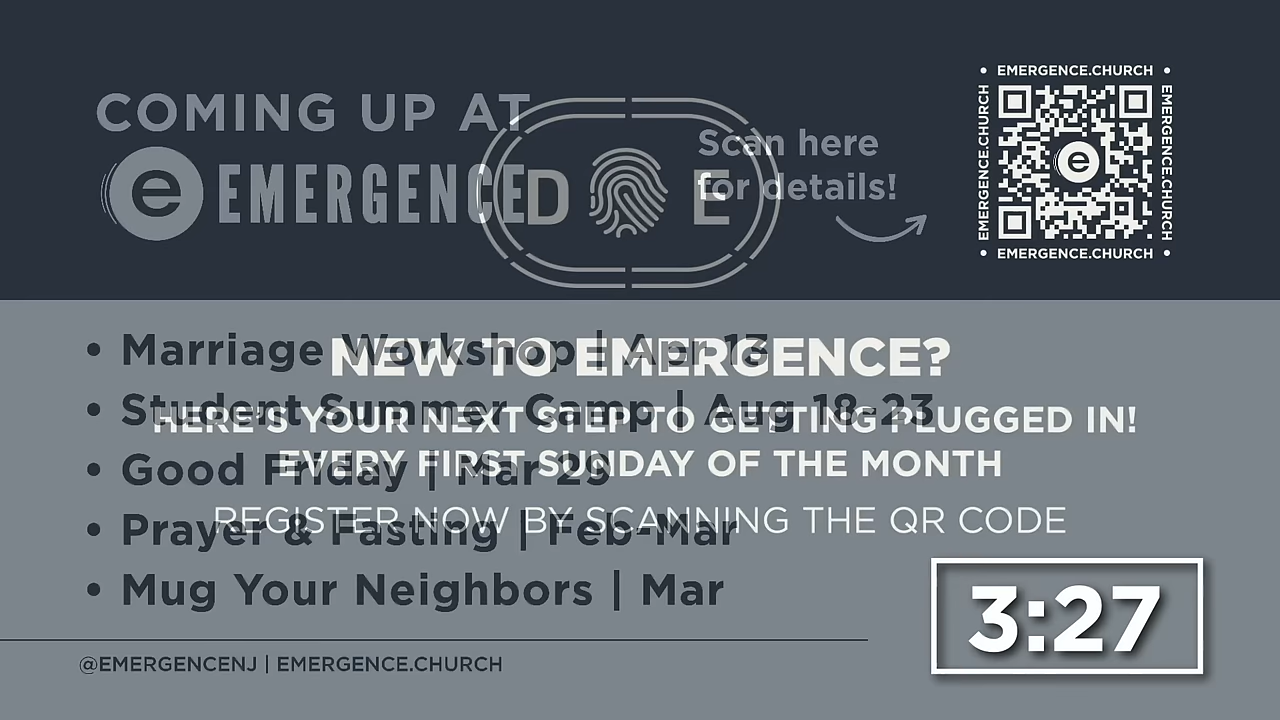 COMING UP AT
e EMERGENCE
D E
Scan here
for details!
• EMERGENCE.CHURCH •
EMERGENCE.CHURCH
e
EMERGENCE.CHURCH
• EMERGENCE.CHURCH •
• Marriage Workshop | Apr 13
• Student Summer Camp | Aug 18-23
• Good Friday | Mar 29
• Prayer & Fasting | Feb-Mar
• Mug Your Neighbors | Mar
NEW TO EMERGENCE?
HERE'S YOUR NEXT STEP TO GETTING PLUGGED IN!
EVERY FIRST SUNDAY OF THE MONTH
REGISTER NOW BY SCANNING THE QR CODE
3:27
@EMERGENCENJ | EMERGENCE.CHURCH